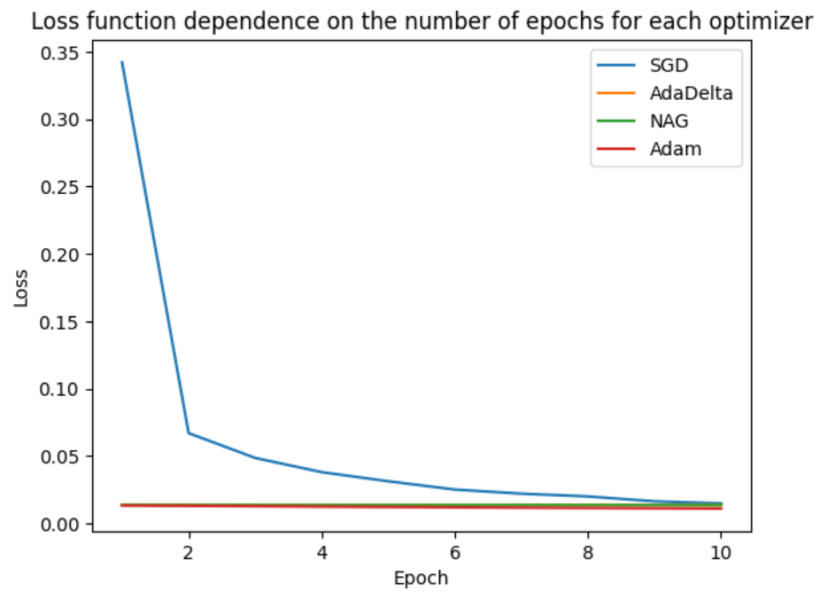 Loss function dependence on the number of epochs for each optimizer
0.35
0.30
0.25
0.20
0.15
0.10
0.05
0.00
Loss
SGD
AdaDelta
NAG
Adam
2 4 6 8 10
Epoch